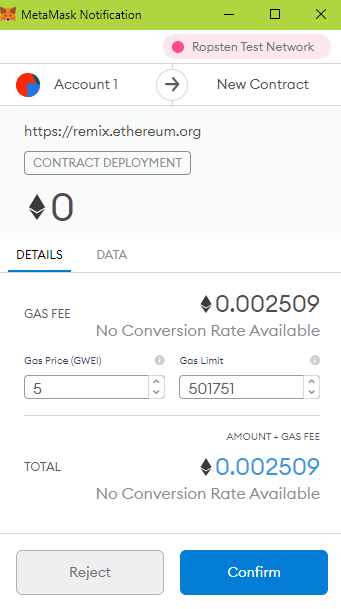 MetaMask Notification
Ropsten Test Network
Account 1
New Contract
https://remix.ethereum.org
CONTRACT DEPLOYMENT
0
DETAILS
DATA
GAS FEE
0.002509
No Conversion Rate Available
Gas Price (GWEI)
Gas Limit
5
501751
AMOUNT + GAS FEE
TOTAL
0.002509
No Conversion Rate Available
Reject
Confirm